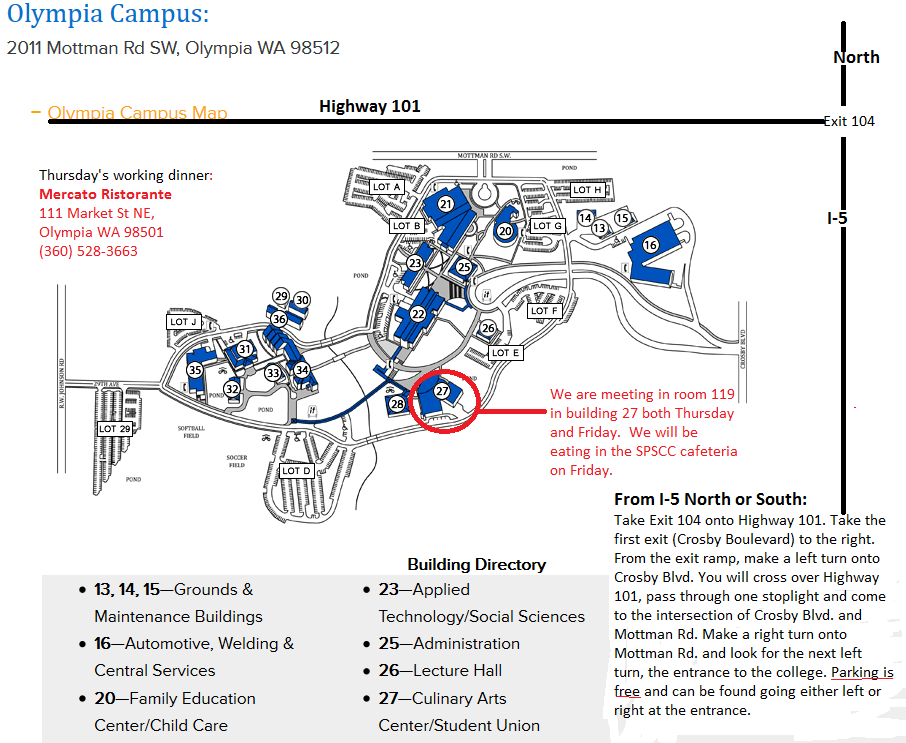 Olympia Campus:
2011 Mottman Rd SW, Olympia WA 98512
North
– Olympia Campus Map
Highway 101
Exit 104
I-5
Thursday's working dinner:
Mercato Ristorante
111 Market St NE,
Olympia WA 98501
(360) 528-3663
MOTTMAN RD S.W.
POND
LOT A
LOT H
21
14
15
13
LOT B
20
LOT G
16
23
25
POND
29
30
LOT F
LOT J
36
22
26
CROSBY BLVD
31
LOT E
R.W. JOHNSON RD
35
33
34
POND
29TH AVE
32
27
POND
POND
28
We are meeting in room 119
in building 27 both Thursday
and Friday.  We will be
eating in the SPSCC cafeteria
on Friday.
LOT 29
SOFTBALL
FIELD
SOCCER
FIELD
LOT D
POND
From I-5 North or South:
Take Exit 104 onto Highway 101. Take the
first exit (Crosby Boulevard) to the right.
From the exit ramp, make a left turn onto
Crosby Blvd. You will cross over Highway
101, pass through one stoplight and come
to the intersection of Crosby Blvd. and
Mottman Rd. Make a right turn onto
Mottman Rd. and look for the next left
turn, the entrance to the college. Parking is
free and can be found going either left or
right at the entrance.
Building Directory
• 13, 14, 15—Grounds &
Maintenance Buildings
• 16—Automotive, Welding &
Central Services
• 20—Family Education
Center/Child Care
• 23—Applied
Technology/Social Sciences
• 25—Administration
• 26—Lecture Hall
• 27—Culinary Arts
Center/Student Union